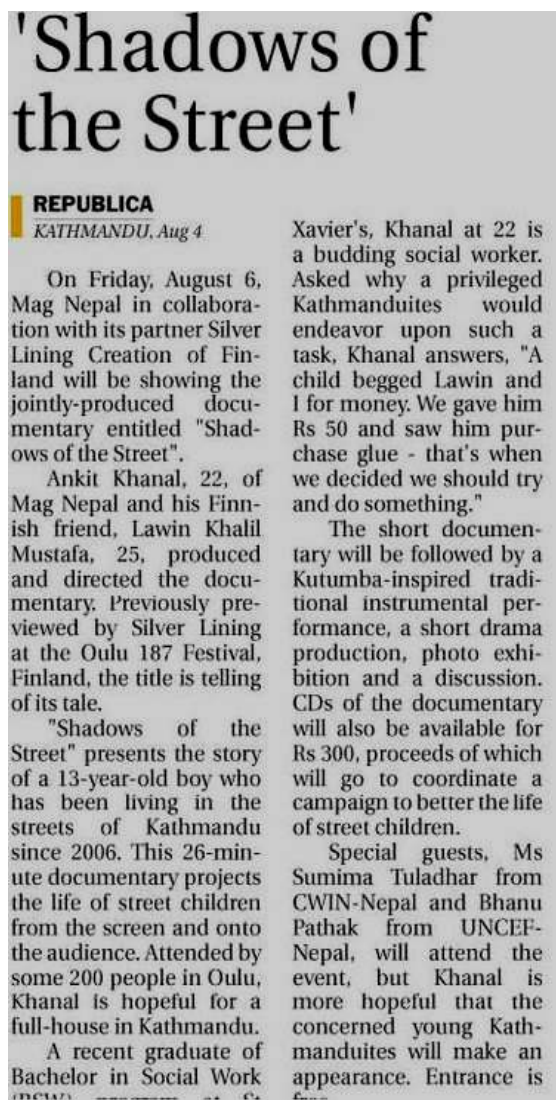 'Shadows of
the Street'
REPUBLICA
KATHMANDU, Aug 4
On Friday, August 6,
Mag Nepal in collabora-
tion with its partner Silver
Lining Creation of Fin-
land will be showing the
jointly-produced docu-
mentary entitled "Shad-
ows of the Street".
Ankit Khanal, 22, of
Mag Nepal and his Finn-
ish friend, Lawin Khalil
Mustafa, 25, produced
and directed the docu-
mentary. Previously pre-
viewed by Silver Lining
at the Oulu 187 Festival,
Finland, the title is telling
of its tale.
"Shadows of the
Street" presents the story
of a 13-year-old boy who
has been living in the
streets of Kathmandu
since 2006. This 26-min-
ute documentary projects
the life of street children
from the screen and onto
the audience. Attended by
some 200 people in Oulu,
Khanal is hopeful for a
full-house in Kathmandu.
A recent graduate of
Bachelor in Social Work
(BSW) program at St
Xavier's, Khanal at 22 is
a budding social worker.
Asked why a privileged
Kathmanduites would
endeavor upon such a
task, Khanal answers, "A
child begged Lawin and
I for money. We gave him
Rs 50 and saw him pur-
chase glue - that's when
we decided we should try
and do something."
The short documen-
tary will be followed by a
Kutumba-inspired tradi-
tional instrumental per-
formance, a short drama
production, photo exhi-
bition and a discussion.
CDs of the documentary
will also be available for
Rs 300, proceeds of which
will go to coordinate a
campaign to better the life
of street children.
Special guests, Ms
Sumima Tuladhar from
CWIN-Nepal and Bhanu
Pathak from UNCEF-
Nepal, will attend the
event, but Khanal is
more hopeful that the
concerned young Kath-
manduites will make an
appearance. Entrance is
free.